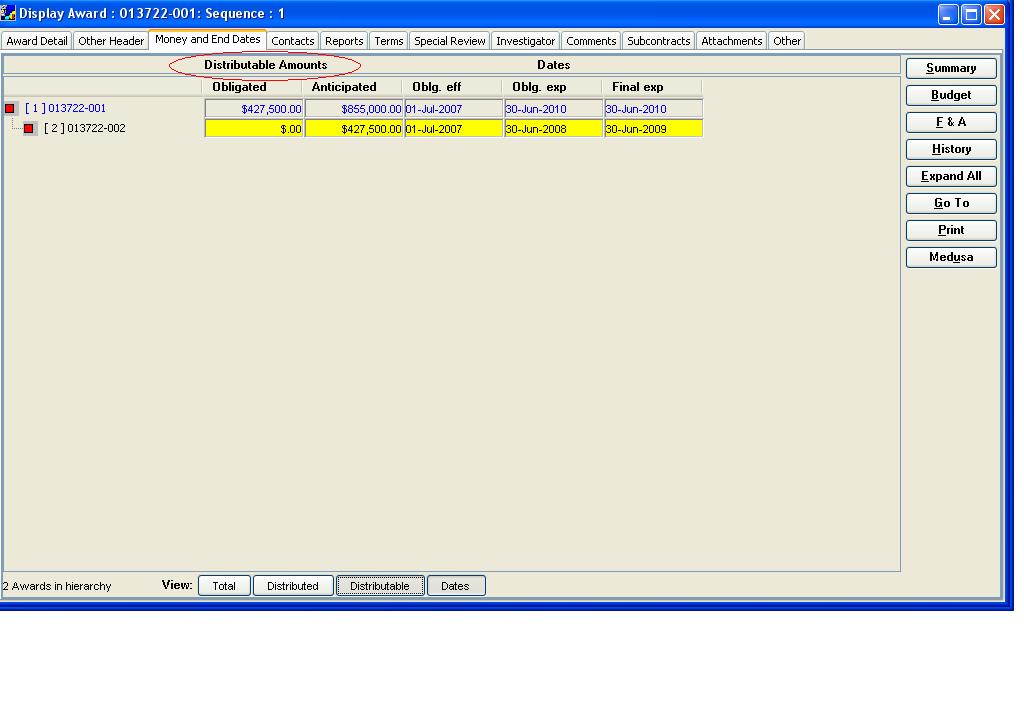 Display Award : 013722-001: Sequence : 1
Award Detail Other Header Money and End Dates Contacts Reports Terms Special Review Investigator Comments Subcontracts Attachments Other
Distributable Amounts Dates
Obligated Anticipated Oblg. eff Oblg. exp Final exp
[ 1 ] 013722-001 $427,500.00 $855,000.00 01-Jul-2007 30-Jun-2010 30-Jun-2010
[ 2 ] 013722-002 $.00 $427,500.00 01-Jul-2007 30-Jun-2008 30-Jun-2009
Summary
Budget
F & A
History
Expand All
Go To
Print
Medusa
2 Awards in hierarchy View: Total Distributed Distributable Dates